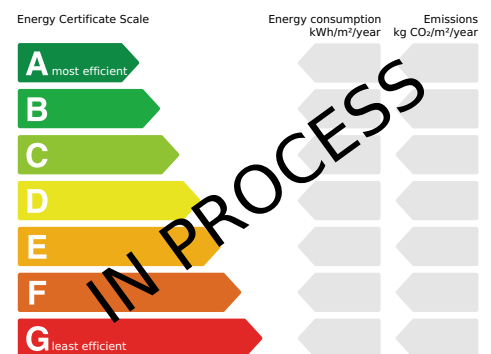 Energy Certificate Scale
Energy consumption
kWh/m²/year
Emissions
kg CO₂/m²/year
A most efficient
B
C
D
E
F
G least efficient
IN PROCESS